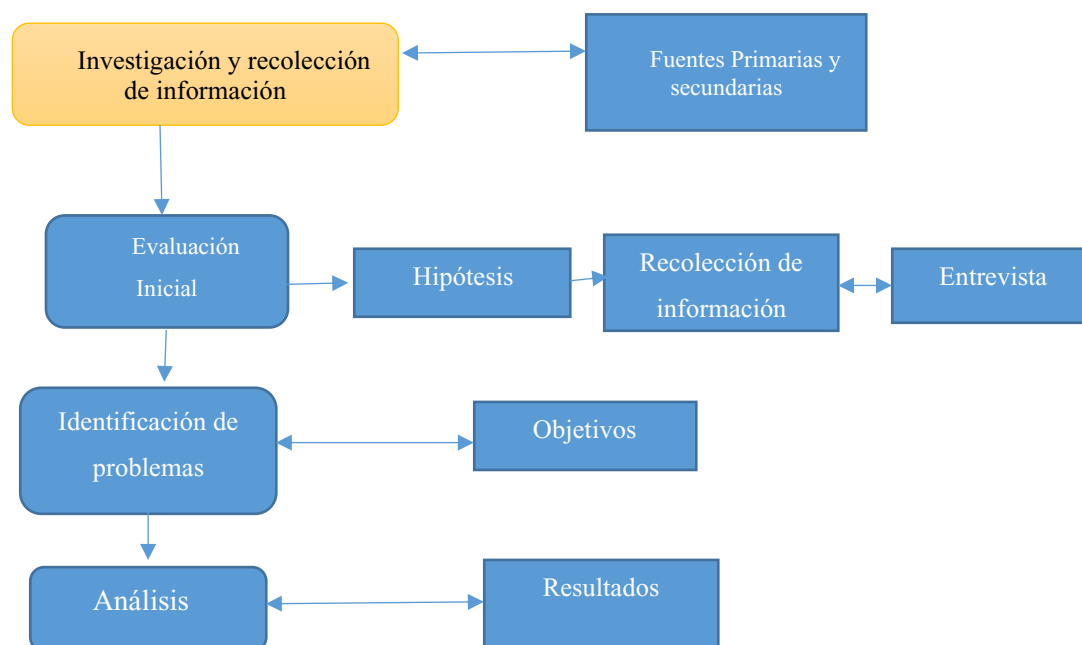 Investigación y recolección
de información
Fuentes Primarias y
secundarias
Evaluación
Inicial
Hipótesis
Recolección de
información
Entrevista
Identificación de
problemas
Objetivos
Análisis
Resultados